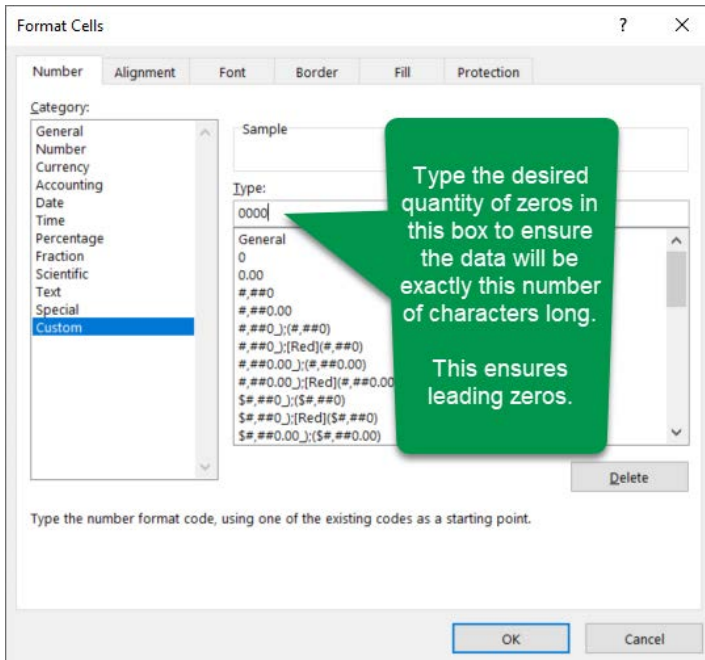 Format Cells
? X
Number Alignment Font Border Fill Protection
Category:
General
Number
Currency
Accounting
Date
Time
Percentage
Fraction
Scientific
Text
Special
Custom
Sample
Type:
0000
General
0
0.00
#,##0
#,##0.00
#,##0_);(#,##0)
#,##0_);[Red](#,##0)
#,##0.00_);(#,##0.00)
#,##0.00_);[Red](#,##0.00
$#,##0_);($#,##0)
$#,##0_);[Red]($#,##0)
$#,##0.00_);($#,##0.00)
Type the desired
quantity of zeros in
this box to ensure
the data will be
exactly this number
of characters long.
This ensures
leading zeros.
Delete
Type the number format code, using one of the existing codes as a starting point.
OK Cancel